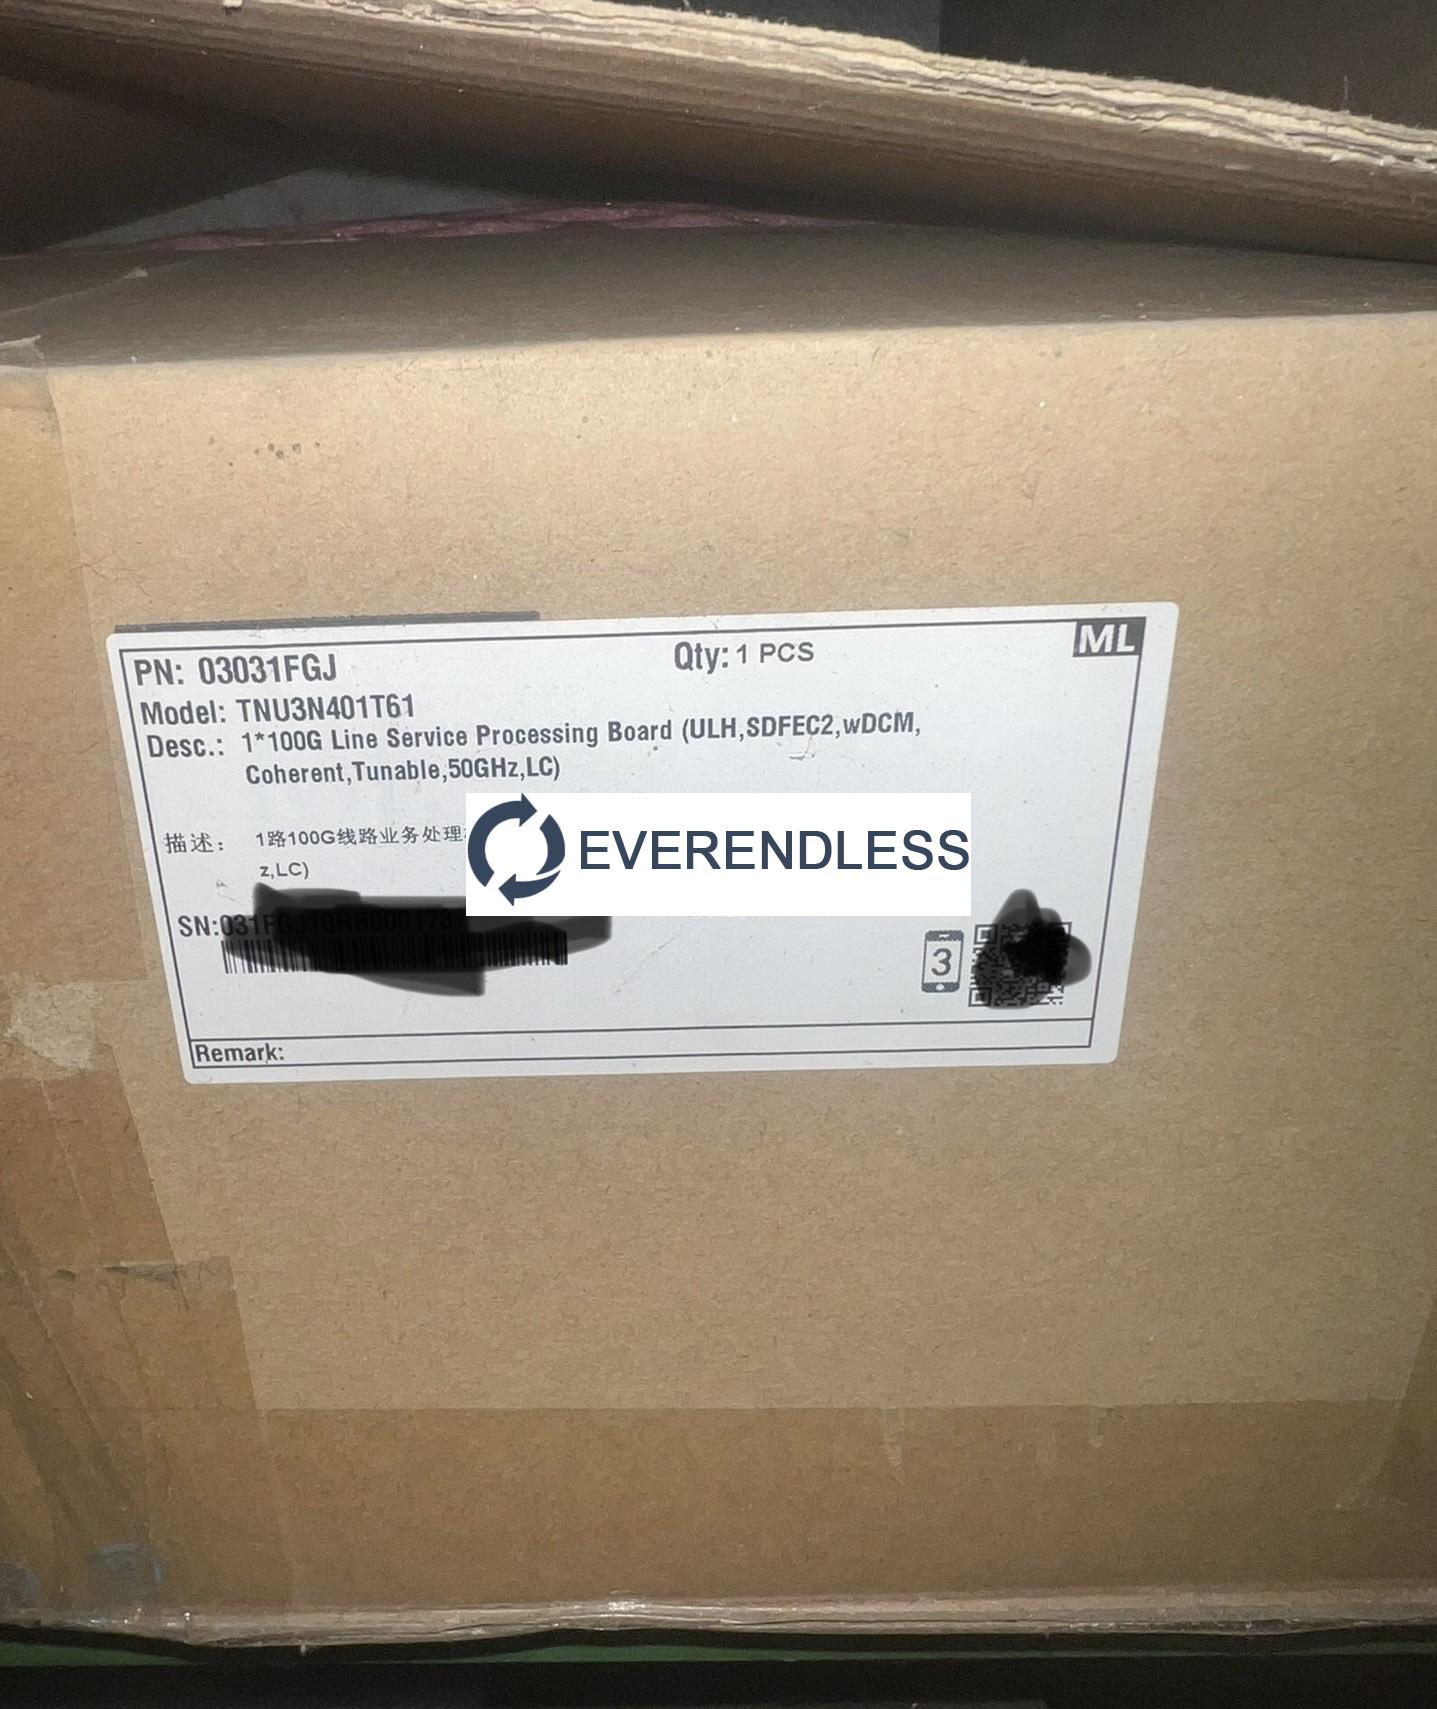 PN: 03031FGJ
Qty: 1 PCS
ML
Model: TNU3N401T61
Desc.: 1*100G Line Service Processing Board (ULH,SDFEC2,wDCM,
Coherent,Tunable,50GHz,LC)
描述: 1路100G线路业务处理
z,LC)
EVERENDLESS
SN:
3
Remark: